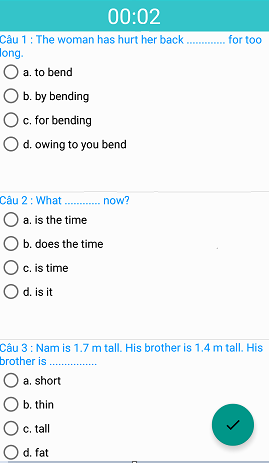 00:02
Câu 1 : The woman has hurt her back ............. for too
long.
a. to bend
b. by bending
c. for bending
d. owing to you bend
Câu 2 : What ............ now?
a. is the time
b. does the time
c. is time
d. is it
Câu 3 : Nam is 1.7 m tall. His brother is 1.4 m tall. His
brother is ................
a. short
b. thin
c. tall
d. fat